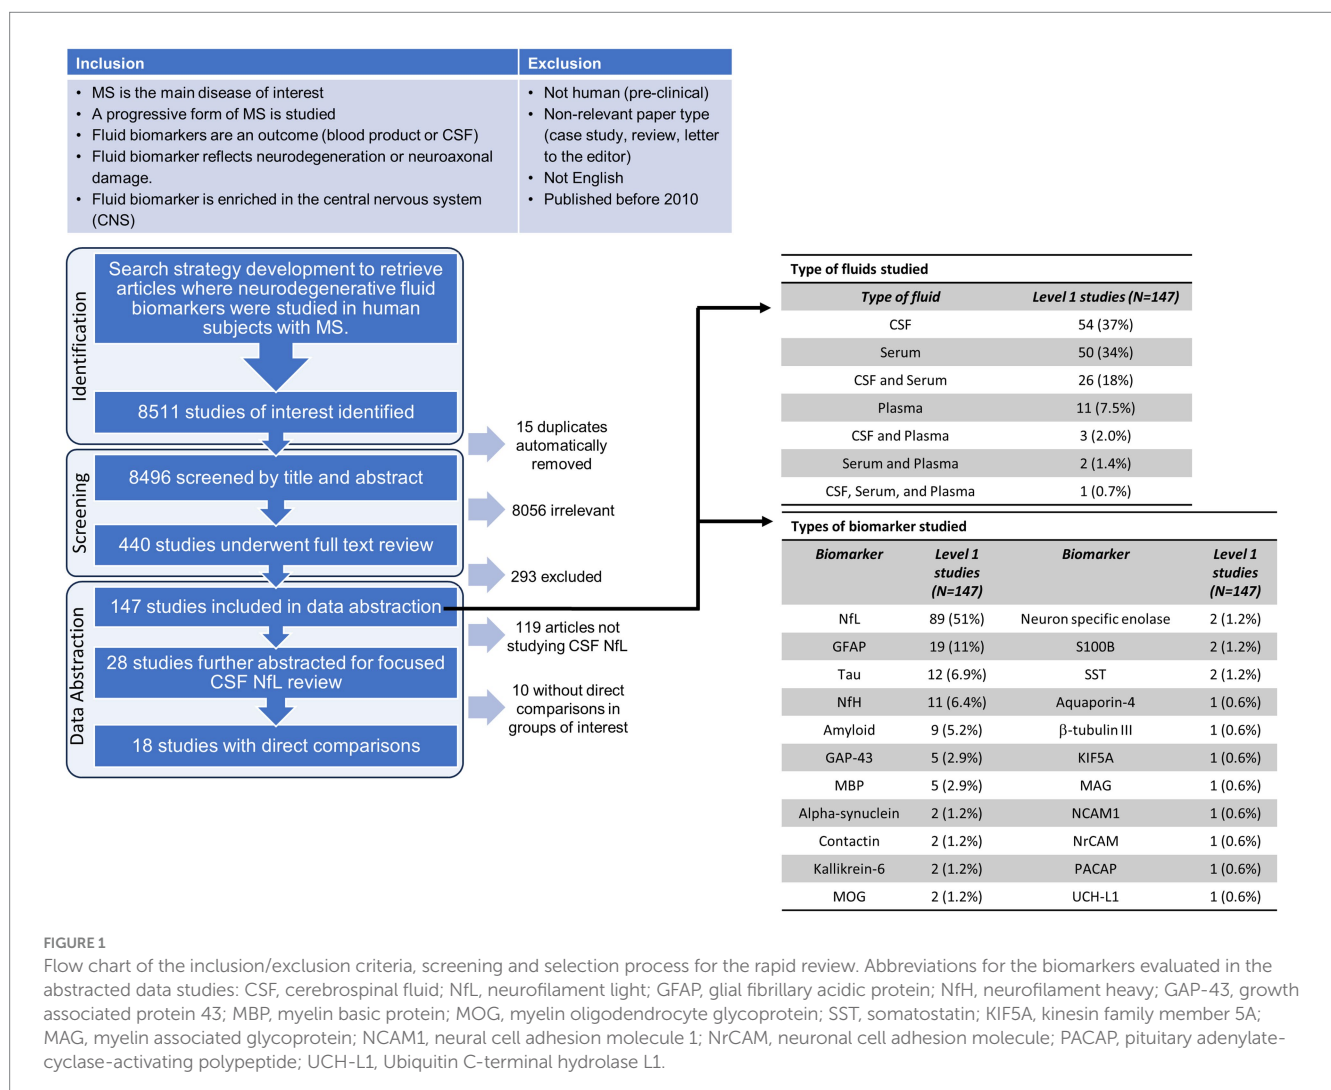 Inclusion
• MS is the main disease of interest
• A progressive form of MS is studied
• Fluid biomarkers are an outcome (blood product or CSF)
• Fluid biomarker reflects neurodegeneration or neuroaxonal
damage.
• Fluid biomarker is enriched in the central nervous system
(CNS)
Exclusion
• Not human (pre-clinical)
• Non-relevant paper type
(case study, review, letter
to the editor)
• Not English
• Published before 2010
Identification
Search strategy development to retrieve
articles where neurodegenerative fluid
biomarkers were studied in human
subjects with MS.
8511 studies of interest identified
15 duplicates
automatically
removed
Screening
8496 screened by title and abstract
8056 irrelevant
440 studies underwent full text review
293 excluded
Data Abstraction
147 studies included in data abstraction
119 articles not
studying CSF NfL
28 studies further abstracted for focused
CSF NfL review
10 without direct
comparisons in
groups of interest
18 studies with direct comparisons
Type of fluids studied
Type of fluid Level 1 studies (N=147)
CSF 54 (37%)
Serum 50 (34%)
CSF and Serum 26 (18%)
Plasma 11 (7.5%)
CSF and Plasma 3 (2.0%)
Serum and Plasma 2 (1.4%)
CSF, Serum, and Plasma 1 (0.7%)
Types of biomarker studied
Biomarker Level 1 Biomarker Level 1
studies studies
(N=147) (N=147)
NfL 89 (51%) Neuron specific enolase 2 (1.2%)
GFAP 19 (11%) S100B 2 (1.2%)
Tau 12 (6.9%) SST 2 (1.2%)
NfH 11 (6.4%) Aquaporin-4 1 (0.6%)
Amyloid 9 (5.2%) β-tubulin III 1 (0.6%)
GAP-43 5 (2.9%) KIF5A 1 (0.6%)
MBP 5 (2.9%) MAG 1 (0.6%)
Alpha-synuclein 2 (1.2%) NCAM1 1 (0.6%)
Contactin 2 (1.2%) NrCAM 1 (0.6%)
Kallikrein-6 2 (1.2%) PACAP 1 (0.6%)
MOG 2 (1.2%) UCH-L1 1 (0.6%)
FIGURE 1
Flow chart of the inclusion/exclusion criteria, screening and selection process for the rapid review. Abbreviations for the biomarkers evaluated in the
abstracted data studies: CSF, cerebrospinal fluid; NfL, neurofilament light; GFAP, glial fibrillary acidic protein; NfH, neurofilament heavy; GAP-43, growth
associated protein 43; MBP, myelin basic protein; MOG, myelin oligodendrocyte glycoprotein; SST, somatostatin; KIF5A, kinesin family member 5A;
MAG, myelin associated glycoprotein; NCAM1, neural cell adhesion molecule 1; NrCAM, neuronal cell adhesion molecule; PACAP, pituitary adenylate-
cyclase-activating polypeptide; UCH-L1, Ubiquitin C-terminal hydrolase L1.